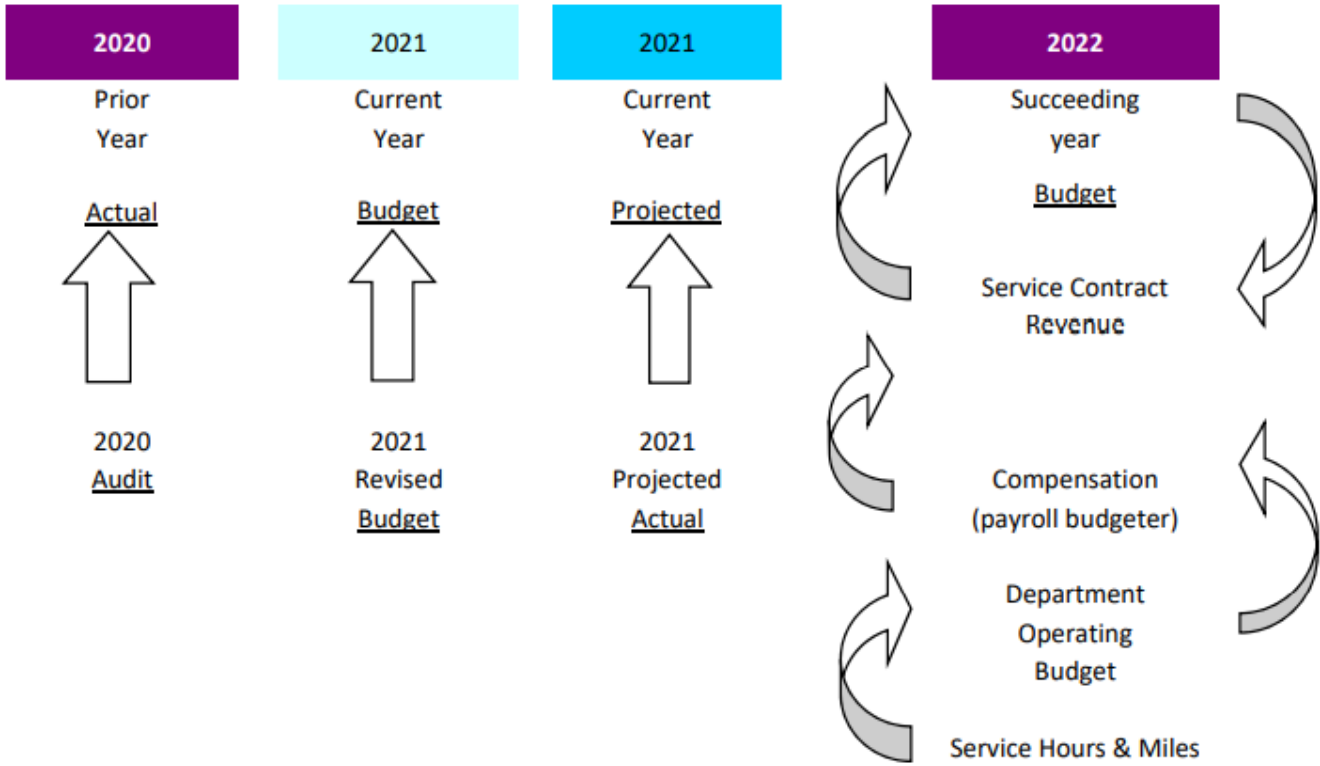 2020
Prior
Year
Actual
2020
Audit
2021
Current
Year
Budget
2021
Revised
Budget
2021
Current
Year
Projected
2021
Projected
Actual
2022
Succeeding
year
Budget
Service Contract
Revenue
Compensation
(payroll budgeter)
Department
Operating
Budget
Service Hours & Miles